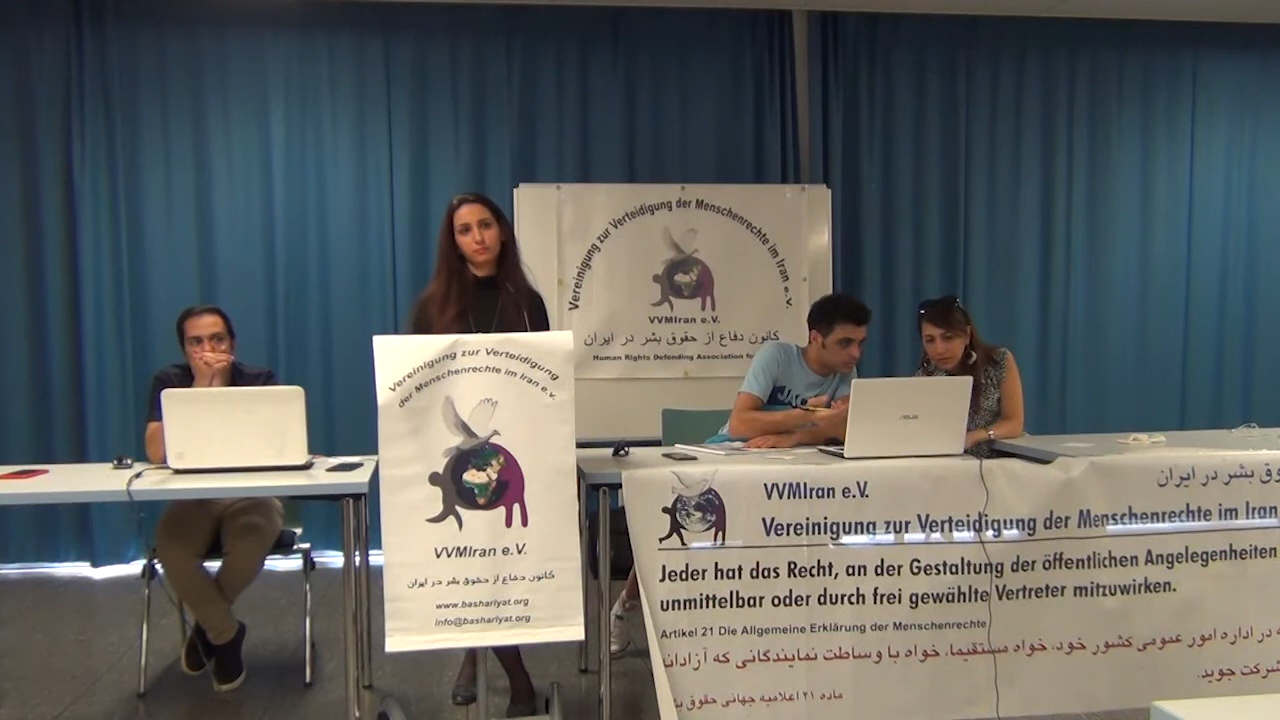 Vereinigung zur Verteidigung der Menschenrechte im Iran e.V.
VVMIran e.V.
کانون دفاع از حقوق بشر در ایران
Human Rights Defending Association for
Vereinigung zur Verteidigung
der Menschenrechte im Iran e.V.
VVMIran e.V.
کانون دفاع از حقوق بشر در ایران
www.bashariyat.org
info@bashariyat.org
ASUS
VVMIran e.V.
بشر در ایران
Vereinigung zur Verteidigung der Menschenrechte im Iran
Jeder hat das Recht, an der Gestaltung der öffentlichen Angelegenheiten
unmittelbar oder durch frei gewählte Vertreter mitzuwirken.
Artikel 21 Die Allgemeine Erklärung der Menschenrechte
در اداره امور عمومی کشور خود، خواه مستقیما، خواه با وساطت نمایندگانی که آزادانه
شرکت جوید.
ماده ۲۱ اعلامیه جهانی حقوق